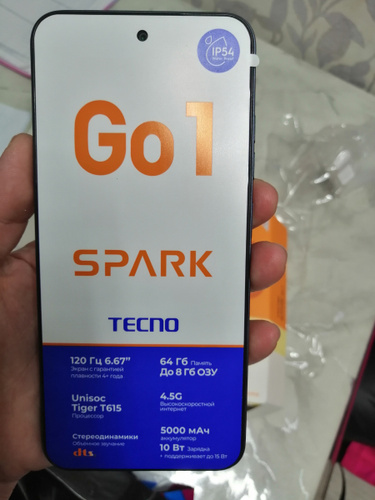 IP54
Go 1
SPARK
TECNO
120 Гц 6.67”
Экран с гарантией
плавности 4+ года
64 Гб Память
До 8 Гб ОЗУ
Unisoc
Tiger T615
Процессор
4.5G
Высокоскоростной
интернет
Стереодинамики
Объемное звучание
dts
5000 мАч
аккумулятор
10 Вт Зарядка
+ поддерживает до 15 Вт